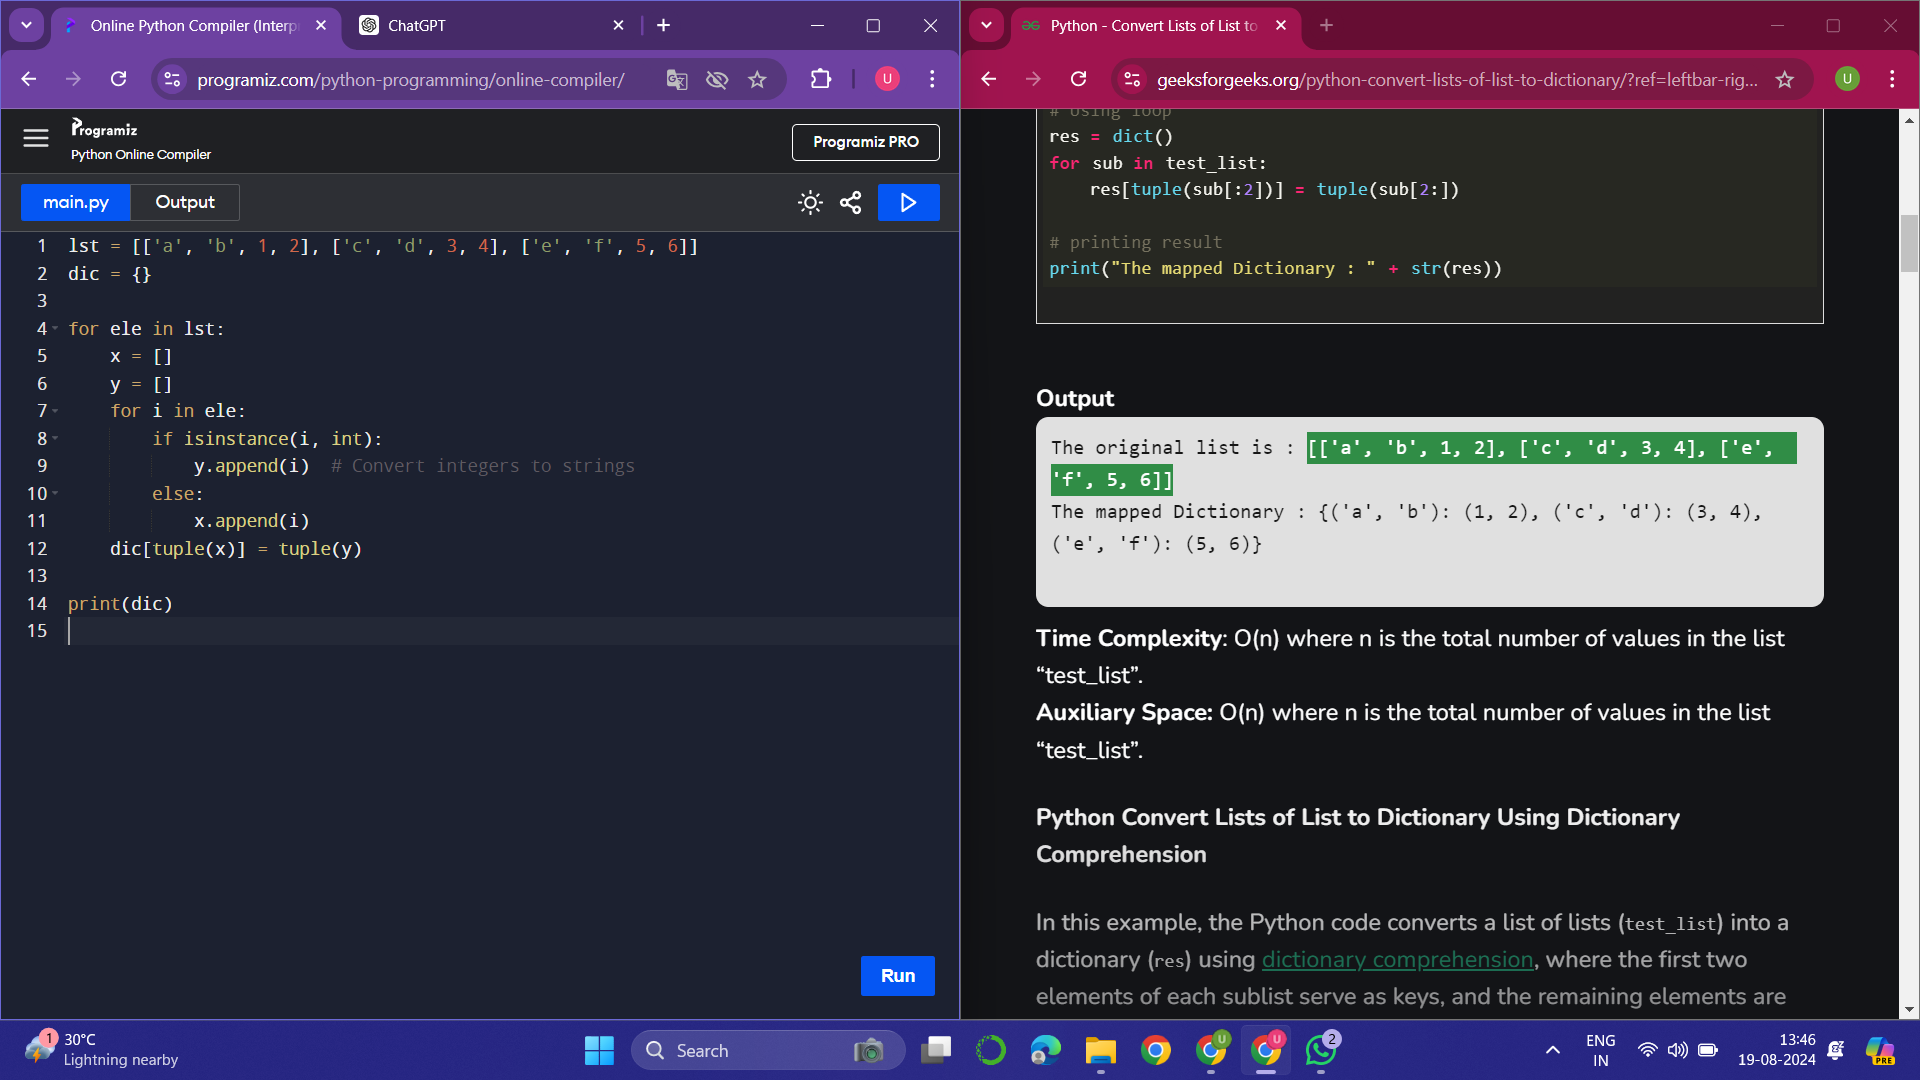 Online Python Compiler (Interp
ChatGPT
programiz.com/python-programming/online-compiler/
U
Programiz
Python Online Compiler
Programiz PRO
main.py
Output
1 lst = [['a', 'b', 1, 2], ['c', 'd', 3, 4], ['e', 'f', 5, 6]]
2 dic = {}
3
4 for ele in lst:
5     x = []
6     y = []
7     for i in ele:
8         if isinstance(i, int):
9             y.append(i)  # Convert integers to strings
10         else:
11             x.append(i)
12     dic[tuple(x)] = tuple(y)
13
14 print(dic)
15
Run
Python - Convert Lists of List to
geeksforgeeks.org/python-convert-lists-of-list-to-dictionary/?ref=leftbar-rig...
U
# Using loop
res = dict()
for sub in test_list:
    res[tuple(sub[:2])] = tuple(sub[2:])
# printing result
print("The mapped Dictionary : " + str(res))
Output
The original list is : [['a', 'b', 1, 2], ['c', 'd', 3, 4], ['e',
'f', 5, 6]]
The mapped Dictionary : {('a', 'b'): (1, 2), ('c', 'd'): (3, 4),
('e', 'f'): (5, 6)}
Time Complexity: O(n) where n is the total number of values in the list
“test_list”.
Auxiliary Space: O(n) where n is the total number of values in the list
“test_list”.
Python Convert Lists of List to Dictionary Using Dictionary
Comprehension
In this example, the Python code converts a list of lists (test_list) into a
dictionary (res) using dictionary comprehension, where the first two
elements of each sublist serve as keys, and the remaining elements are
1
30°C
Lightning nearby
Search
U
U
2
ENG
IN
13:46
19-08-2024
PRE